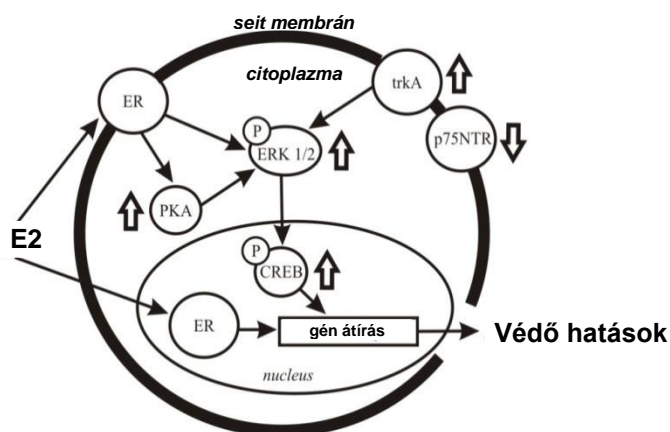 seit membrán
citoplazma
trkA
ER
P
ERK 1/2
p75NTR
PKA
E2
P
CREB
ER
gén átírás
Védő hatások
nucleus